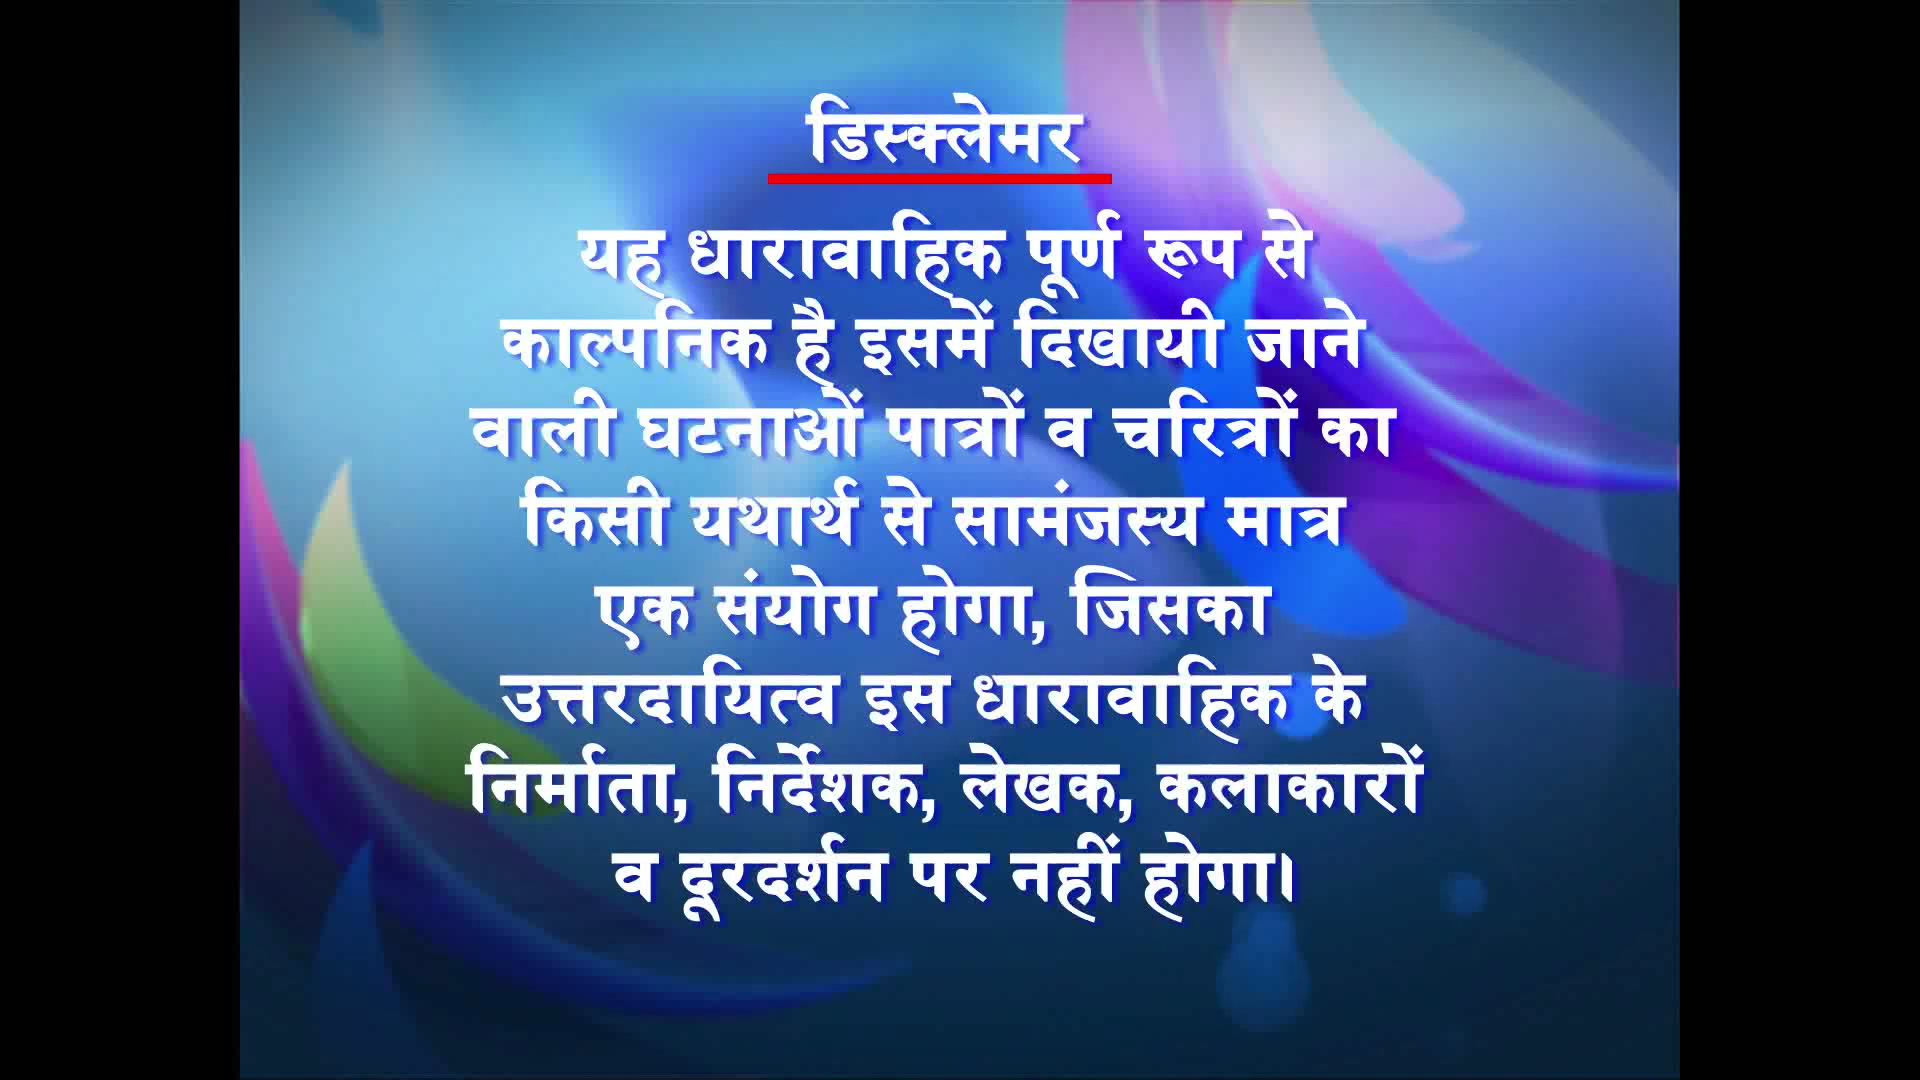 डिस्क्लेमर
यह धारावाहिक पूर्ण रूप से
काल्पनिक है इसमें दिखायी जाने
वाली घटनाओं पात्रों व चरित्रों का
किसी यथार्थ से सामंजस्य मात्र
एक संयोग होगा, जिसका
उत्तरदायित्व इस धारावाहिक के
निर्माता, निर्देशक, लेखक, कलाकारों
व दूरदर्शन पर नहीं होगा।